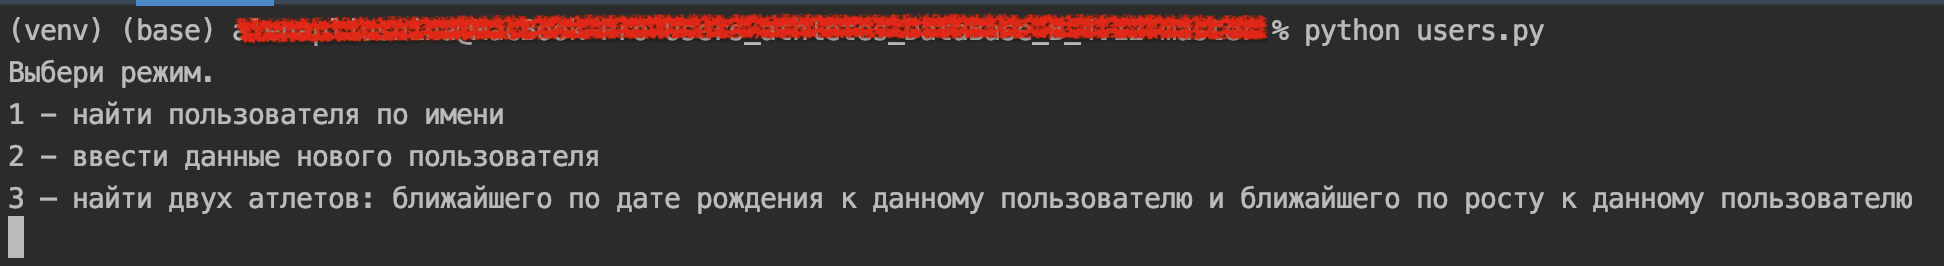 (venv) (base) % python users.py
Выбери режим.
1 – найти пользователя по имени
2 – ввести данные нового пользователя
3 – найти двух атлетов: ближайшего по дате рождения к данному пользователю и ближайшего по росту к данному пользователю